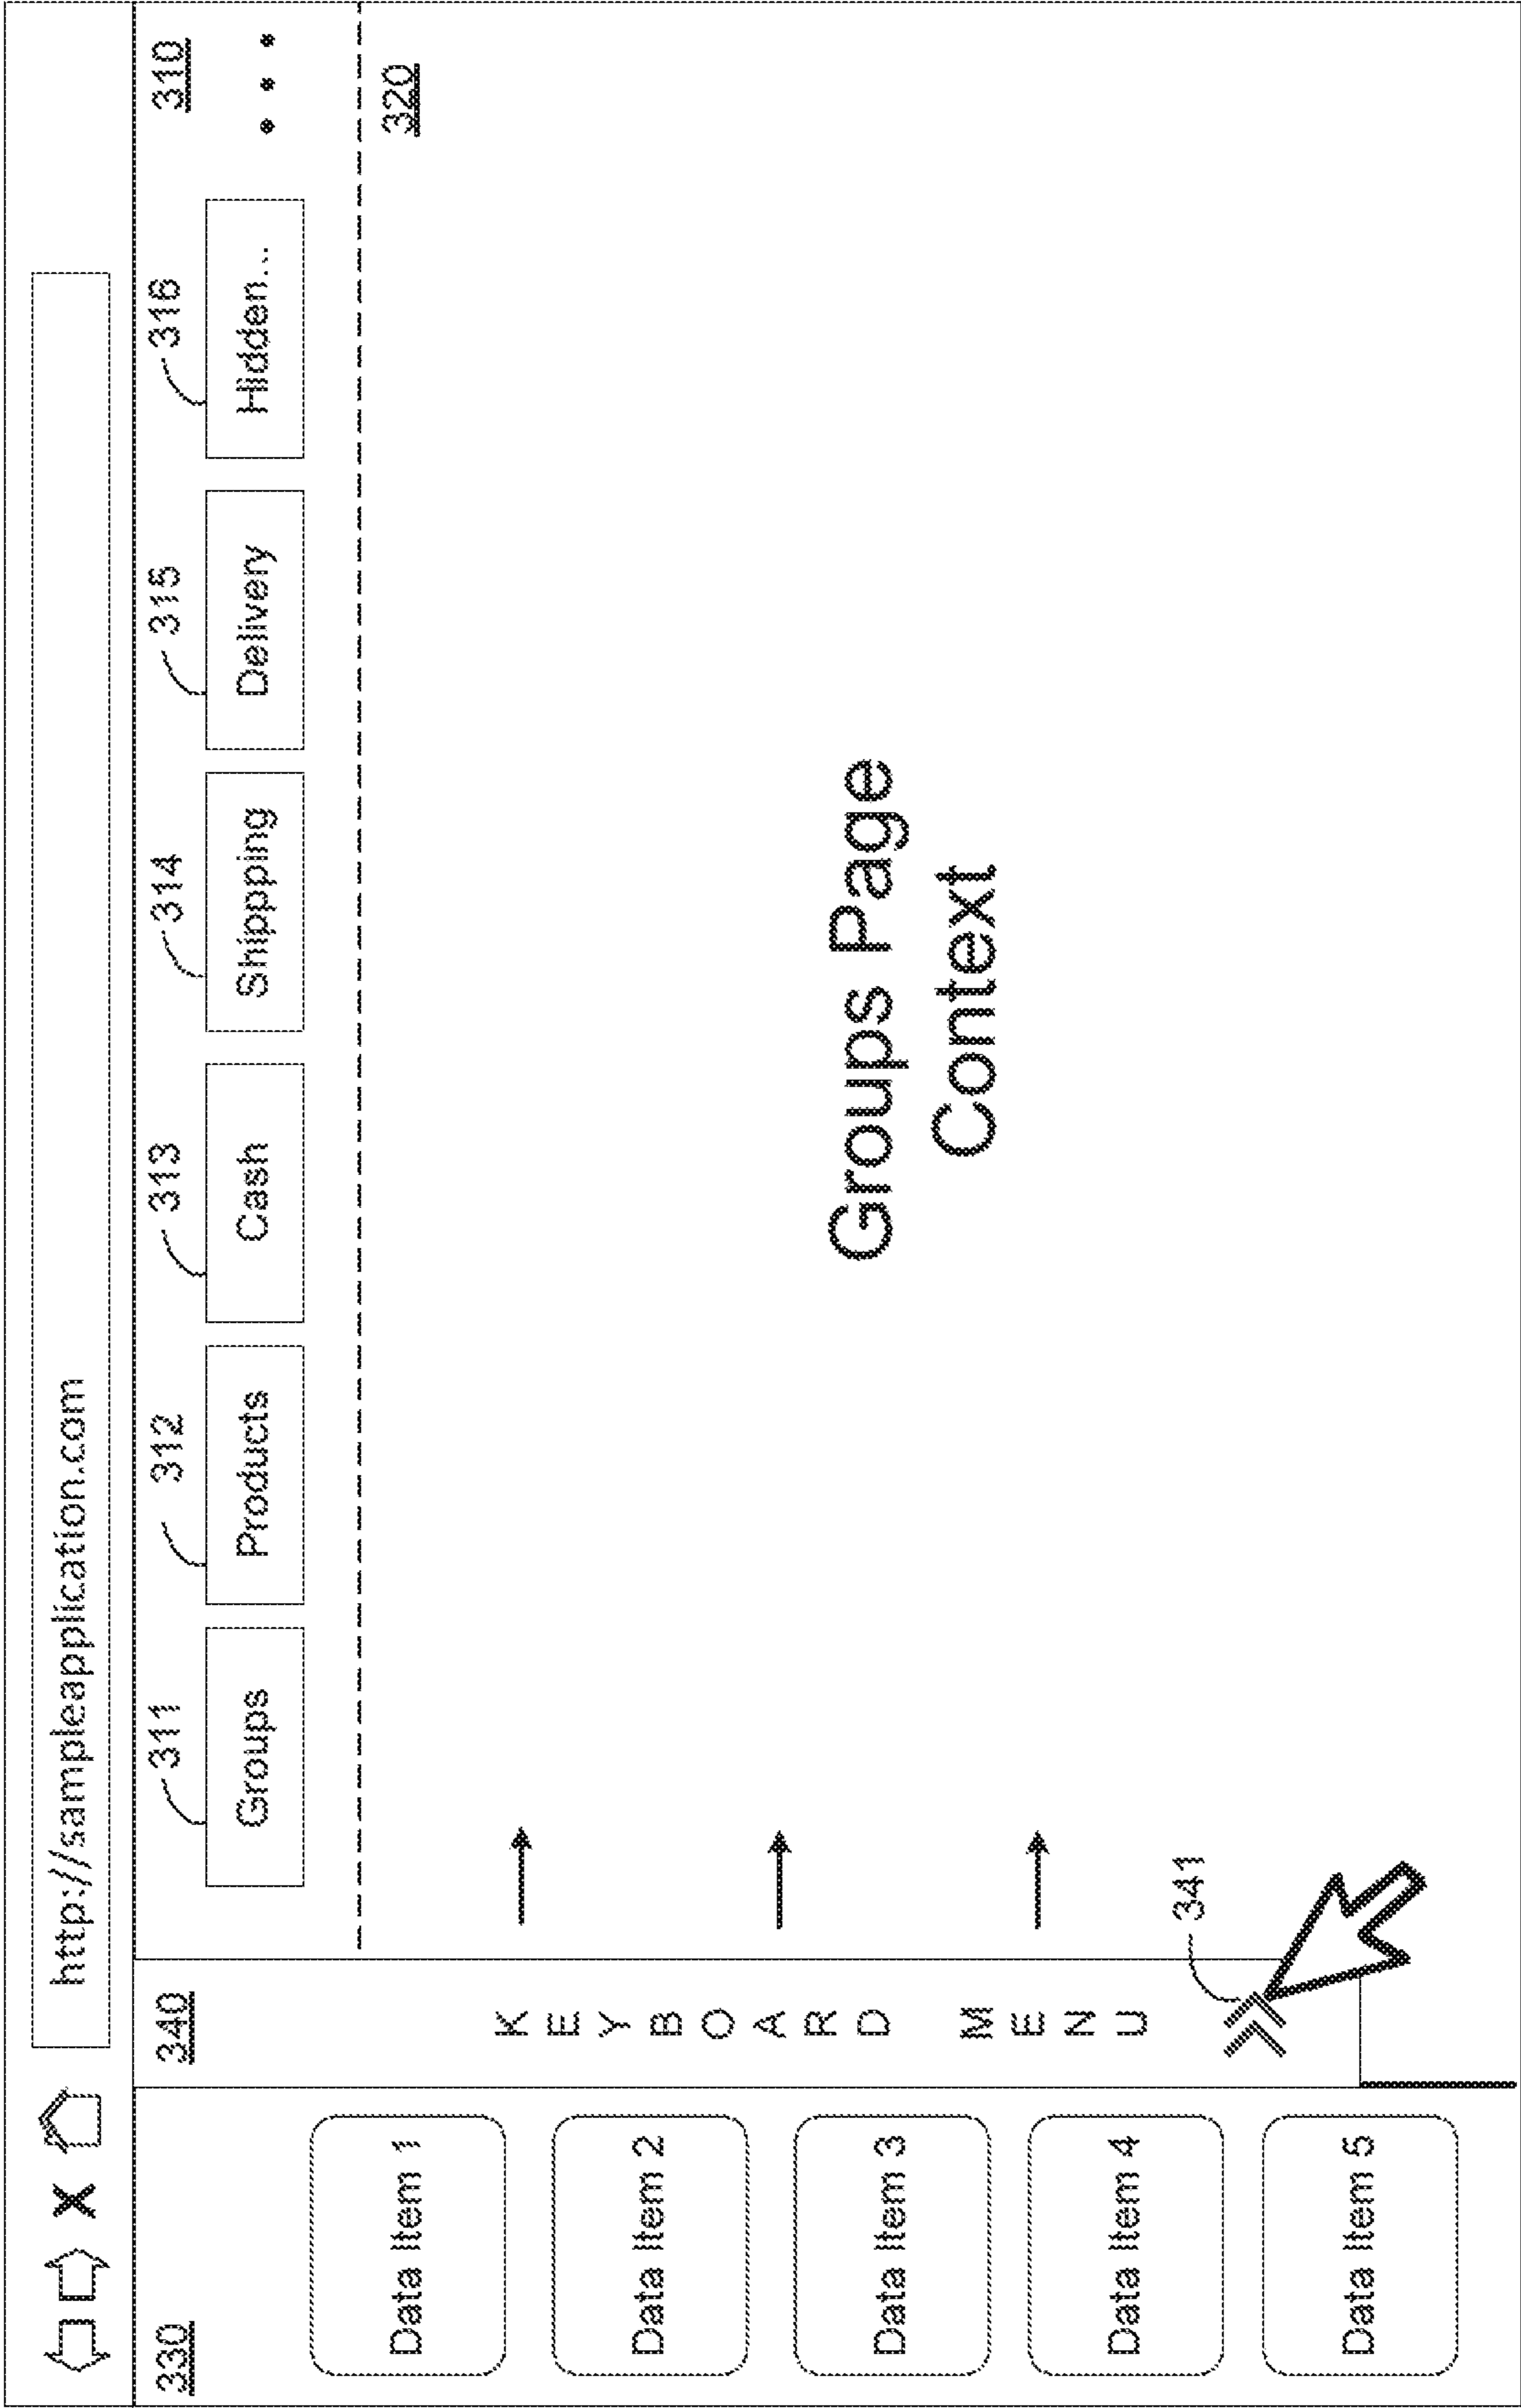 http://sampleapplication.com
310
311
312
313
314
315
316
Groups
Products
Cash
Shippping
Delivery
Hidden...
320
330
Data Item 1
Data Item 2
Data Item 3
Data Item 4
Data Item 5
340
KEYBOARD MENU
341
Groups Page
Context